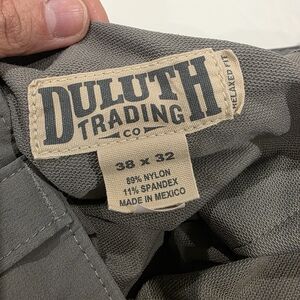 DULUTH
TRADING
CO
RELAXED FIT
38 x 32
89% NYLON
11% SPANDEX
MADE IN MEXICO